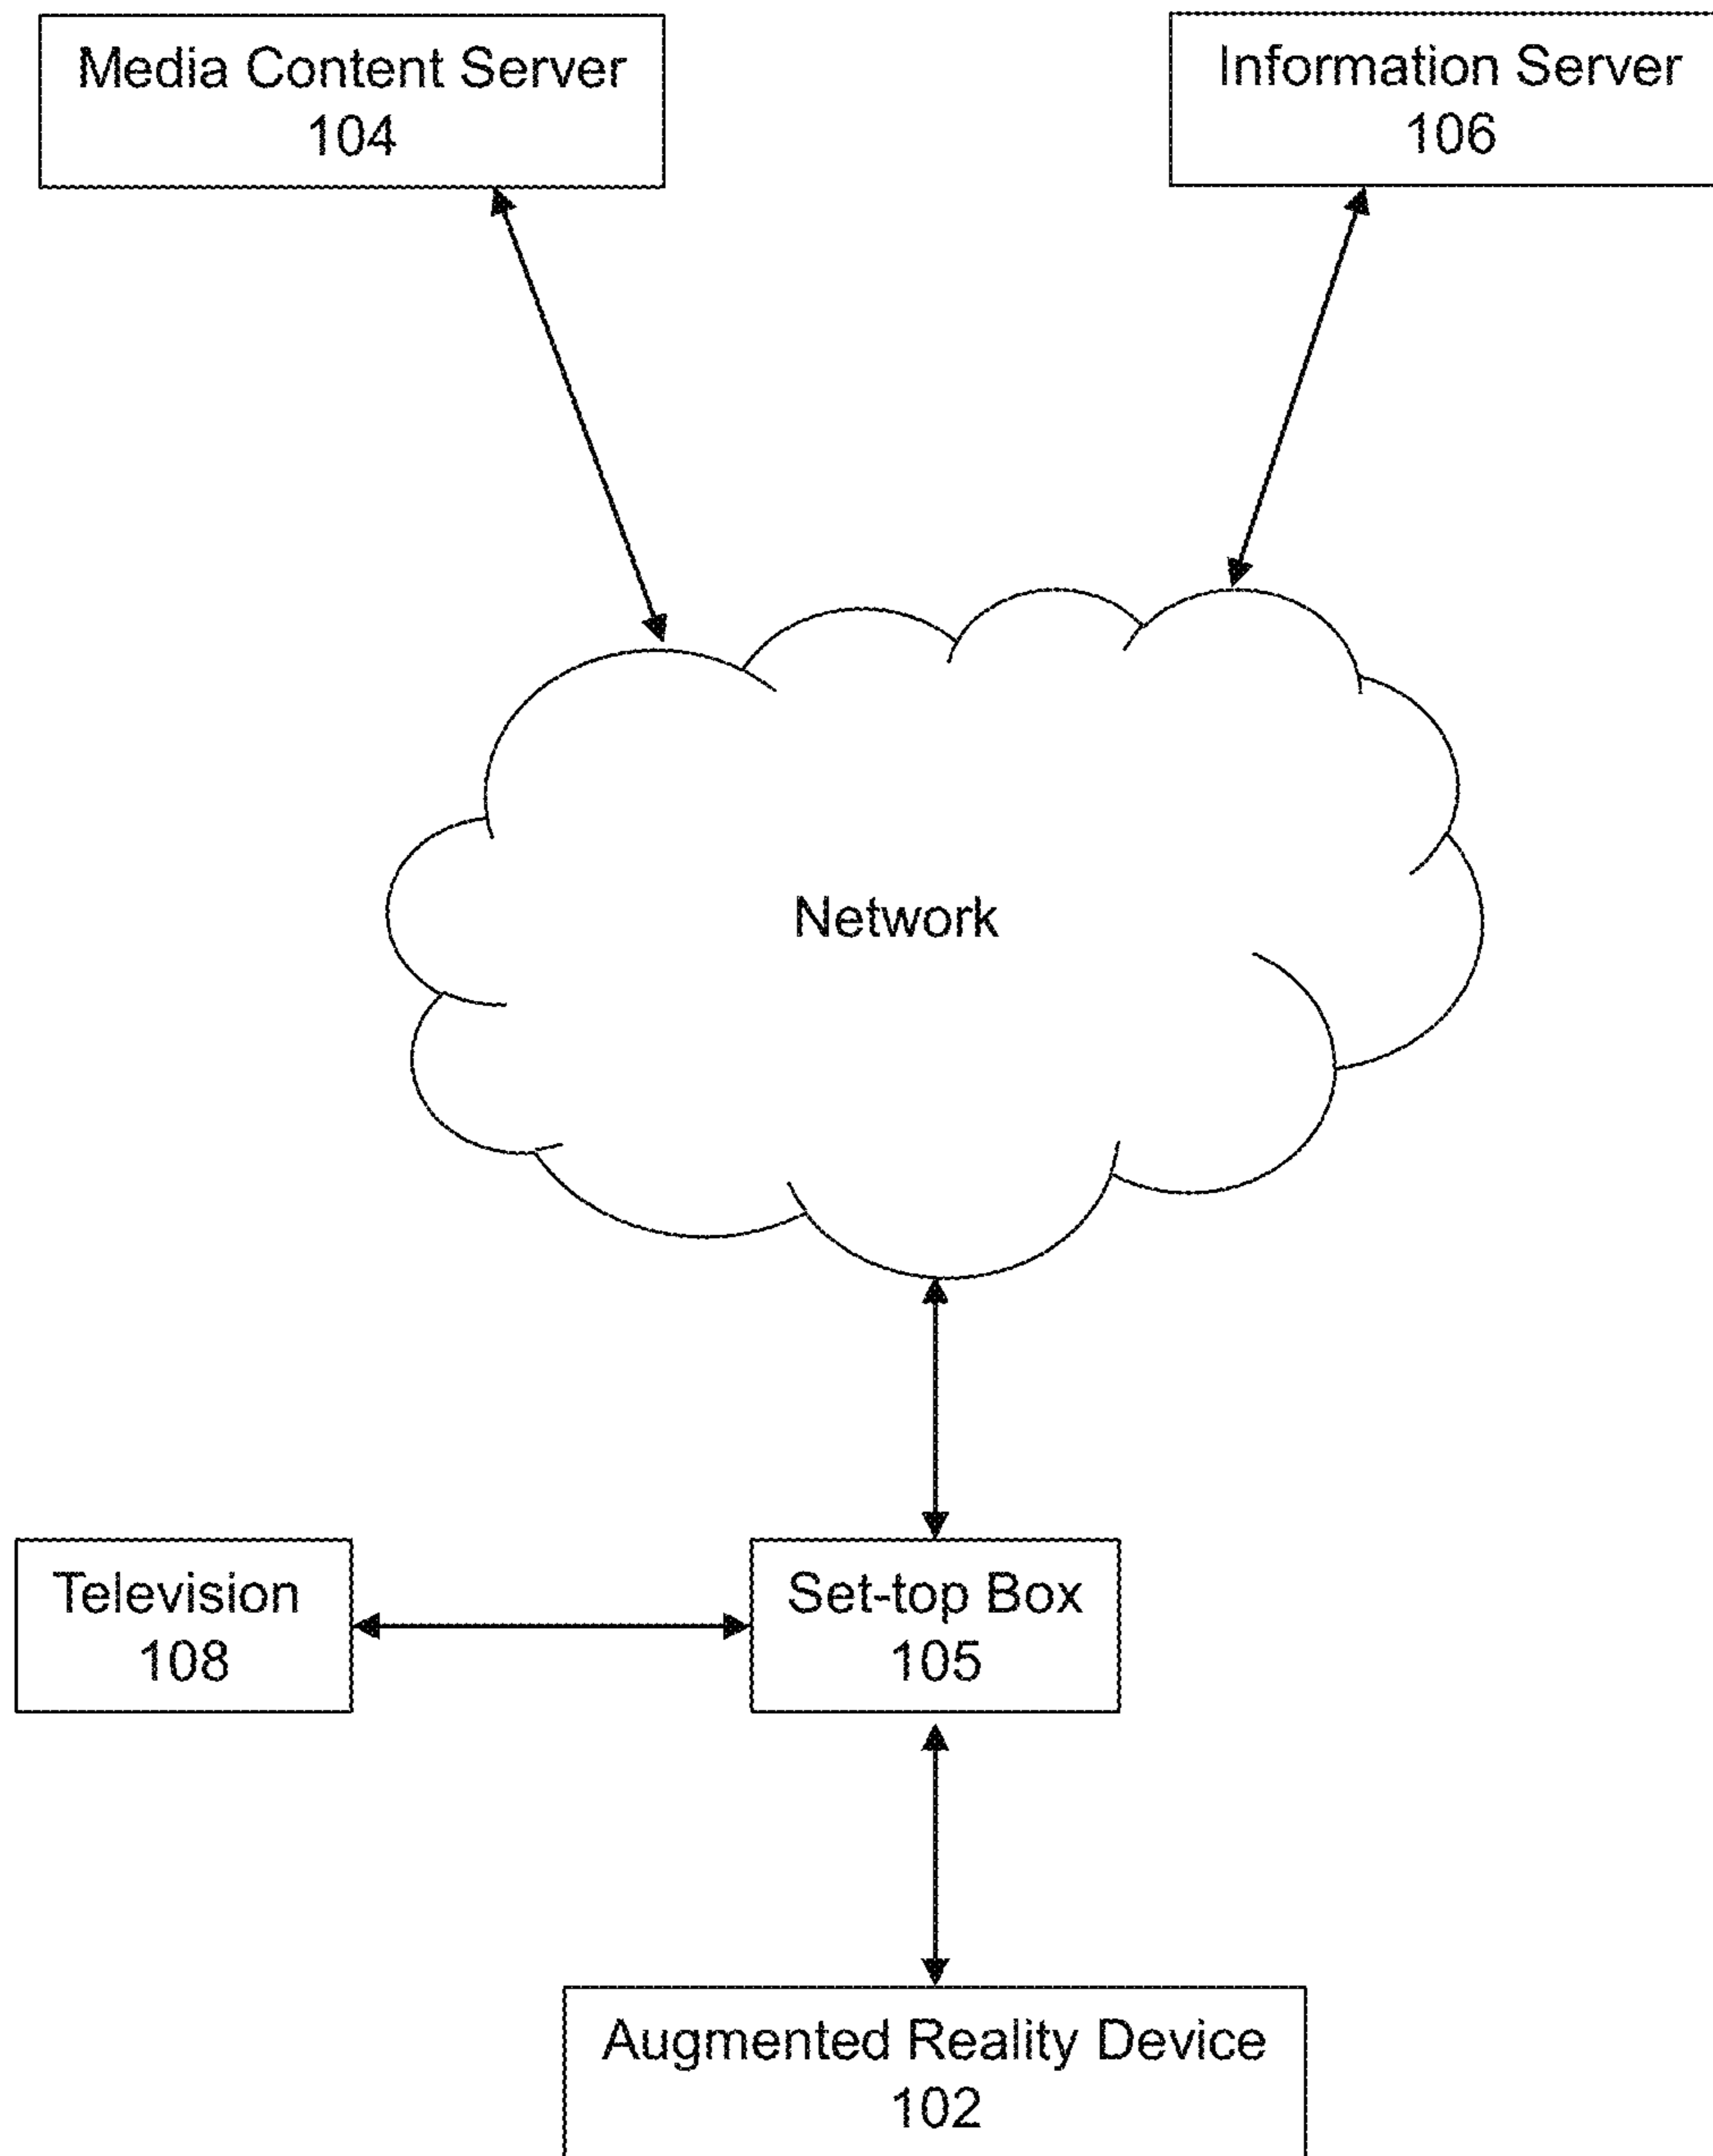 Media Content Server
104
Information Server
106
Network
Television
108
Set-top Box
105
Augmented Reality Device
102